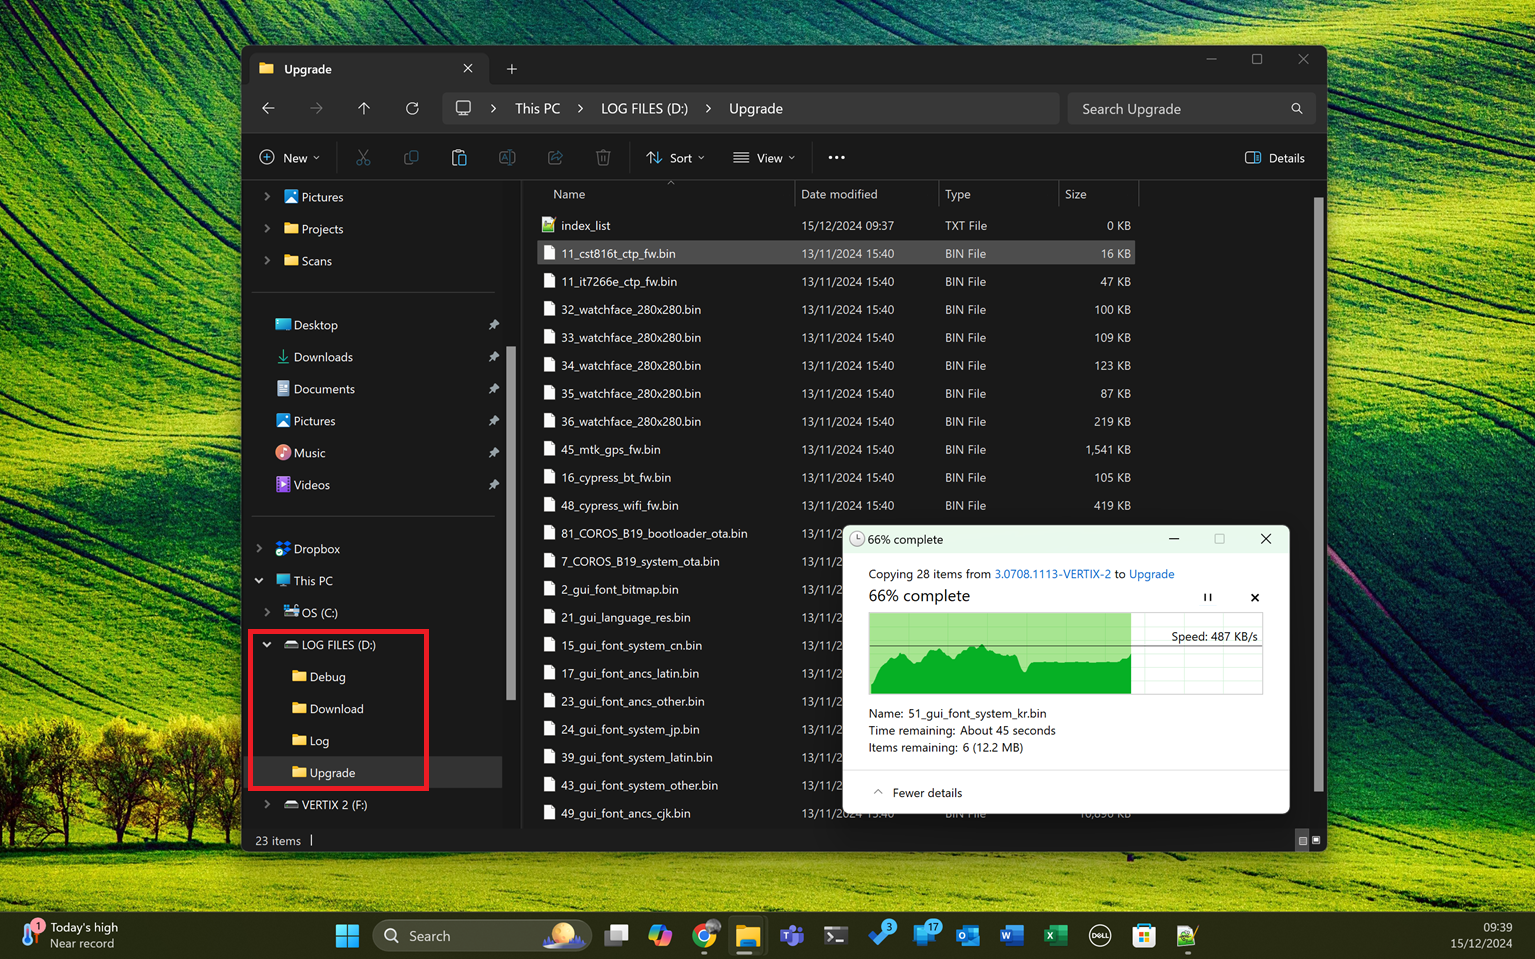 Upgrade
This PC
LOG FILES (D:)
Upgrade
Search Upgrade
New
Sort
View
Details
Pictures
Projects
Scans
Desktop
Downloads
Documents
Pictures
Music
Videos
Dropbox
This PC
OS (C:)
LOG FILES (D:)
Debug
Download
Log
Upgrade
VERTIX 2 (F:)
Name Date modified Type Size
index_list 15/12/2024 09:37 TXT File 0 KB
11_cst816t_ctp_fw.bin 13/11/2024 15:40 BIN File 16 KB
11_it7266e_ctp_fw.bin 13/11/2024 15:40 BIN File 47 KB
32_watchface_280x280.bin 13/11/2024 15:40 BIN File 100 KB
33_watchface_280x280.bin 13/11/2024 15:40 BIN File 109 KB
34_watchface_280x280.bin 13/11/2024 15:40 BIN File 123 KB
35_watchface_280x280.bin 13/11/2024 15:40 BIN File 87 KB
36_watchface_280x280.bin 13/11/2024 15:40 BIN File 219 KB
45_mtk_gps_fw.bin 13/11/2024 15:40 BIN File 1,541 KB
16_cypress_bt_fw.bin 13/11/2024 15:40 BIN File 105 KB
48_cypress_wifi_fw.bin 13/11/2024 15:40 BIN File 419 KB
81_COROS_B19_bootloader_ota.bin 13/11/2
7_COROS_B19_system_ota.bin 13/11/2
2_gui_font_bitmap.bin 13/11/2
21_gui_language_res.bin 13/11/2
15_gui_font_system_cn.bin 13/11/2
17_gui_font_ancs_latin.bin 13/11/2
23_gui_font_ancs_other.bin 13/11/2
24_gui_font_system_jp.bin 13/11/2
39_gui_font_system_latin.bin 13/11/2
43_gui_font_system_other.bin 13/11/2
49_gui_font_ancs_cjk.bin 13/11/2024 15:40 BIN File
23 items
66% complete
Copying 28 items from 3.0708.1113-VERTIX-2 to Upgrade
66% complete
Speed: 487 KB/s
Name: 51_gui_font_system_kr.bin
Time remaining: About 45 seconds
Items remaining: 6 (12.2 MB)
Fewer details
1
Today's high
Near record
Search
3
17
DELL
09:39
15/12/2024